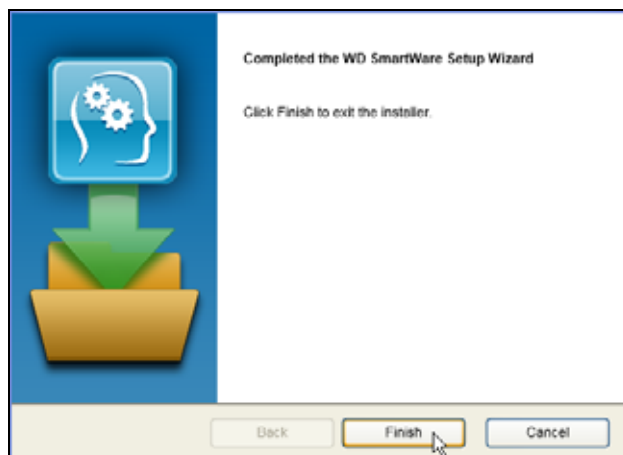 Completed the WD SmartWare Setup Wizard
Click Finish to exit the installer.
Back
Finish
Cancel